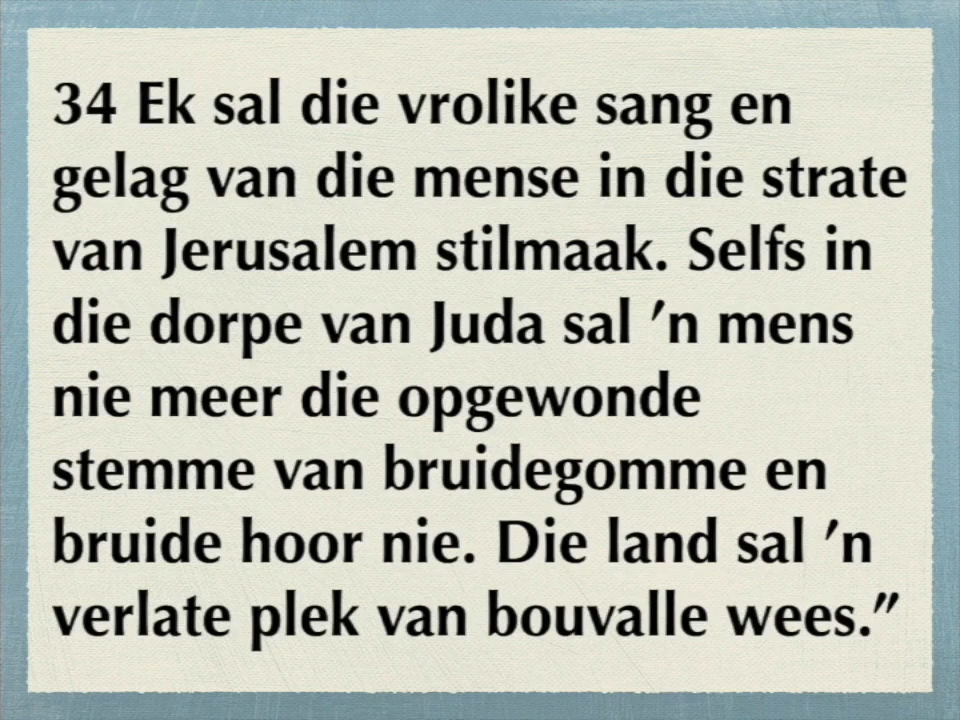 34 Ek sal die vrolike sang en
gelag van die mense in die strate
van Jerusalem stilmaak. Selfs in
die dorpe van Juda sal ’n mens
nie meer die opgewonde
stemme van bruidegomme en
bruide hoor nie. Die land sal ’n
verlate plek van bouvalle wees.”